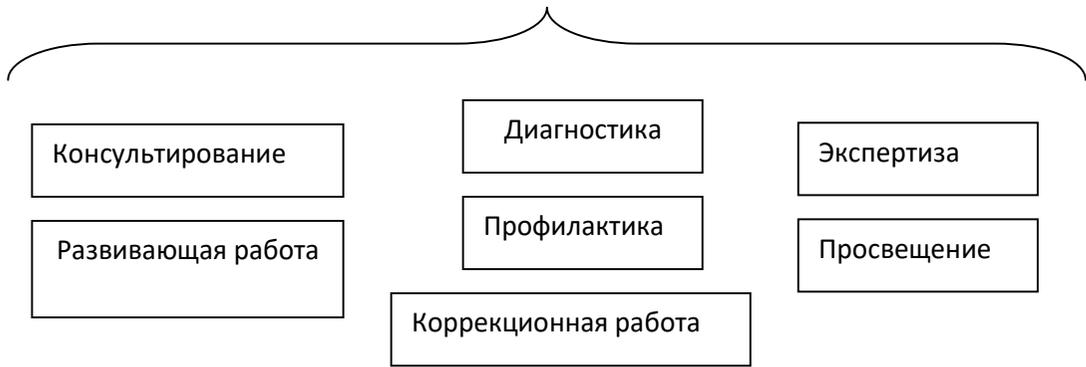 Консультирование
Диагностика
Экспертиза
Развивающая работа
Профилактика
Просвещение
Коррекционная работа